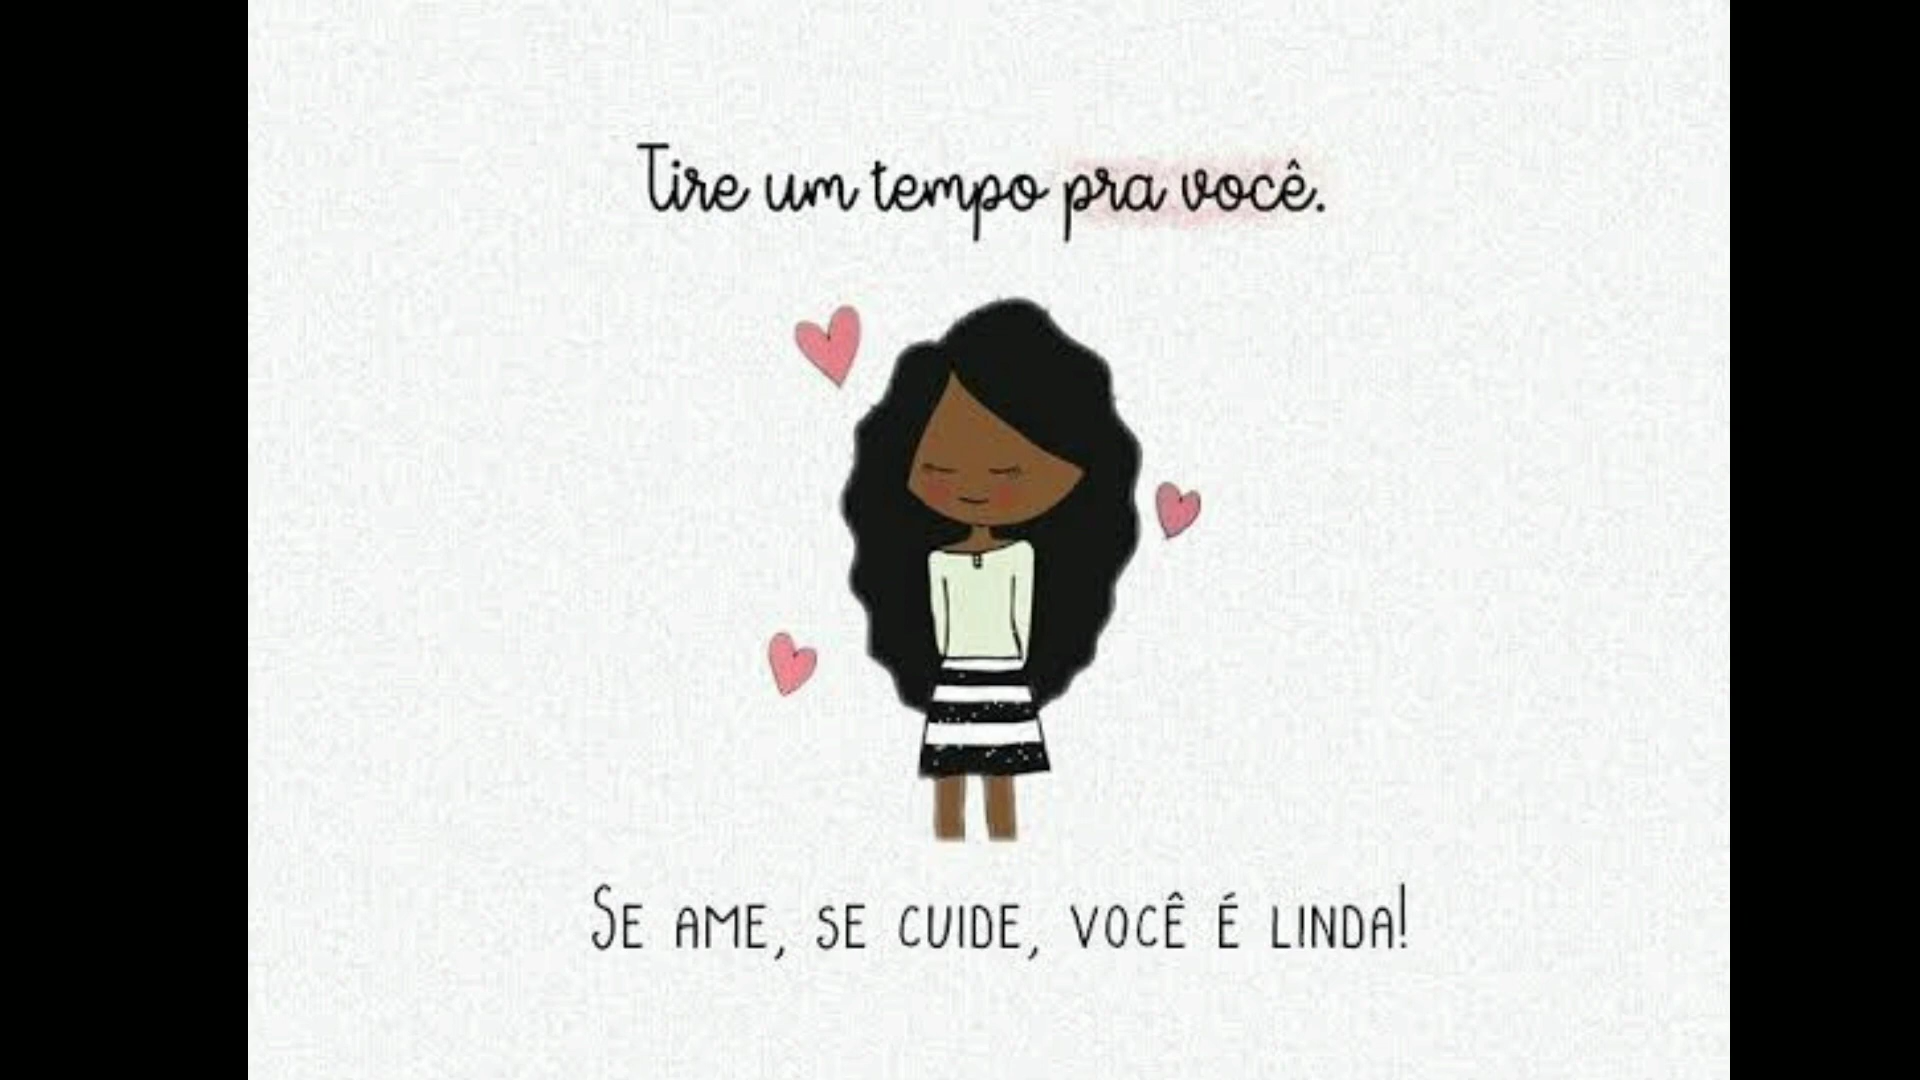 Tire um tempo pra você.
SE AME, SE CUIDE, VOCÊ É LINDA!